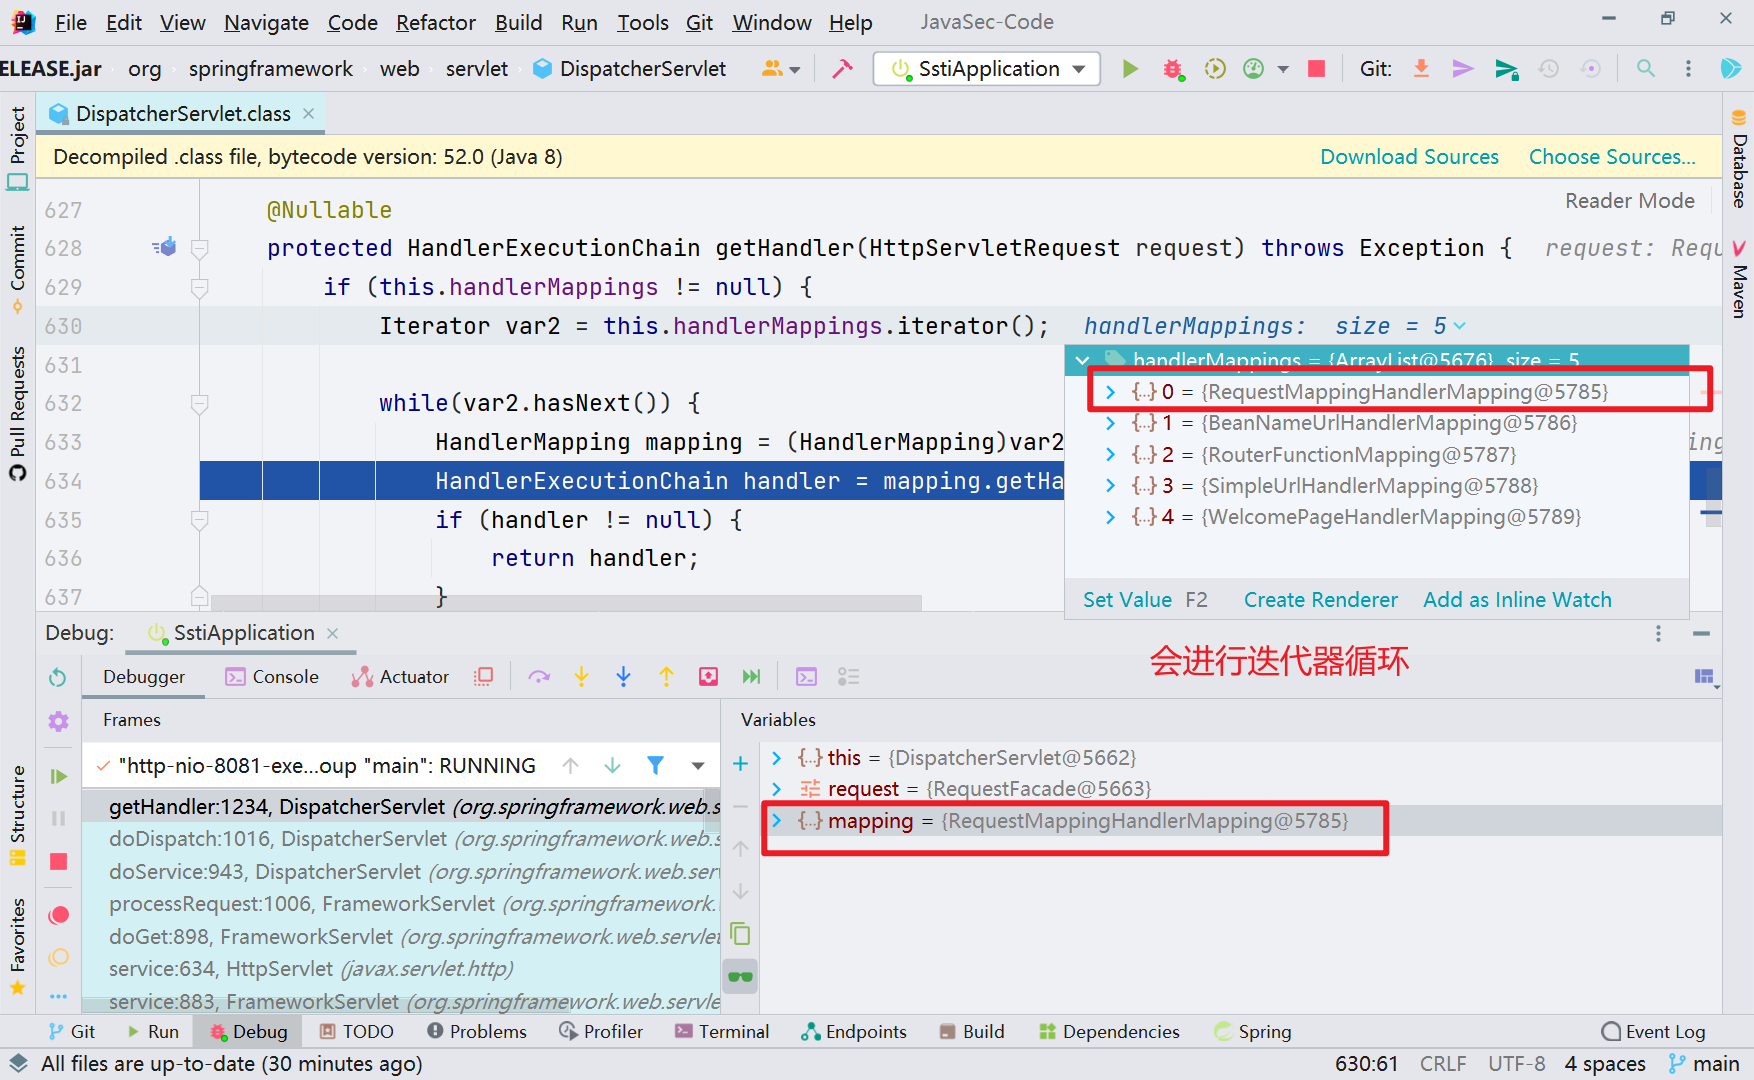 File Edit View Navigate Code Refactor Build Run Tools Git Window Help JavaSec-Code
ELEASE.jar org springframework web servlet DispatcherServlet SstiApplication Git:
DispatcherServlet.class
Decompiled .class file, bytecode version: 52.0 (Java 8) Download Sources Choose Sources...
Reader Mode
627 @Nullable
628 protected HandlerExecutionChain getHandler(HttpServletRequest request) throws Exception { request: Requ
629 if (this.handlerMappings != null) {
630 Iterator var2 = this.handlerMappings.iterator(); handlerMappings: size = 5
631
632 while(var2.hasNext()) {
633 HandlerMapping mapping = (HandlerMapping)var2
634 HandlerExecutionChain handler = mapping.getHa
635 if (handler != null) {
636 return handler;
637 }
handlerMappings = {ArrayList@5676} size = 5
{...} 0 = {RequestMappingHandlerMapping@5785}
{...} 1 = {BeanNameUrlHandlerMapping@5786}
{...} 2 = {RouterFunctionMapping@5787}
{...} 3 = {SimpleUrlHandlerMapping@5788}
{...} 4 = {WelcomePageHandlerMapping@5789}
Set Value F2 Create Renderer Add as Inline Watch
会进行迭代器循环
Debug: SstiApplication
Debugger Console Actuator
Frames
"http-nio-8081-exe...oup "main": RUNNING
getHandler:1234, DispatcherServlet (org.springframework.web.s
doDispatch:1016, DispatcherServlet (org.springframework.web.s
doService:943, DispatcherServlet (org.springframework.web.serv
processRequest:1006, FrameworkServlet (org.springframework.
doGet:898, FrameworkServlet (org.springframework.web.servlet
service:634, HttpServlet (javax.servlet.http)
service:883, FrameworkServlet (org.springframework.web.servle
Variables
{...} this = {DispatcherServlet@5662}
request = {RequestFacade@5663}
{...} mapping = {RequestMappingHandlerMapping@5785}
Project
Commit
Pull Requests
Structure
Favorites
Database
Maven
Git Run Debug TODO Problems Profiler Terminal Endpoints Build Dependencies Spring Event Log
All files are up-to-date (30 minutes ago) 630:61 CRLF UTF-8 4 spaces main